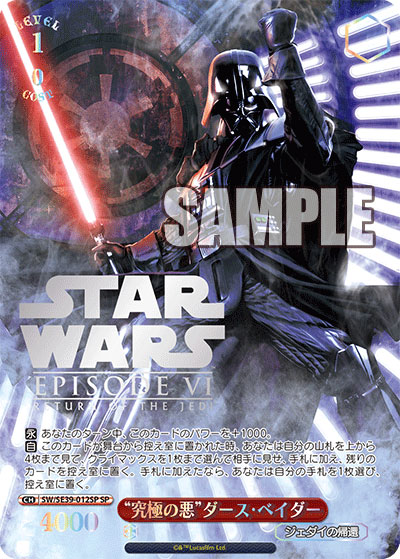 LEVEL
1
0
COST
SAMPLE
STAR
WARS
EPISODE VI
RETURN OF THE JEDI
永 あなたのターン中、このカードのパワーを＋1000。
自 このカードが舞台から控え室に置かれた時、あなたは自分の山札を上から
4枚まで見て、クライマックスを1枚まで選んで相手に見せ、手札に加え、残りの
カードを控え室に置く。手札に加えたなら、あなたは自分の手札を1枚選び、
控え室に置く。
CH SW/SE39-012SP SP
4000
“究極の悪”ダース・ベイダー
ジェダイの帰還
©&™Lucasfilm Ltd.